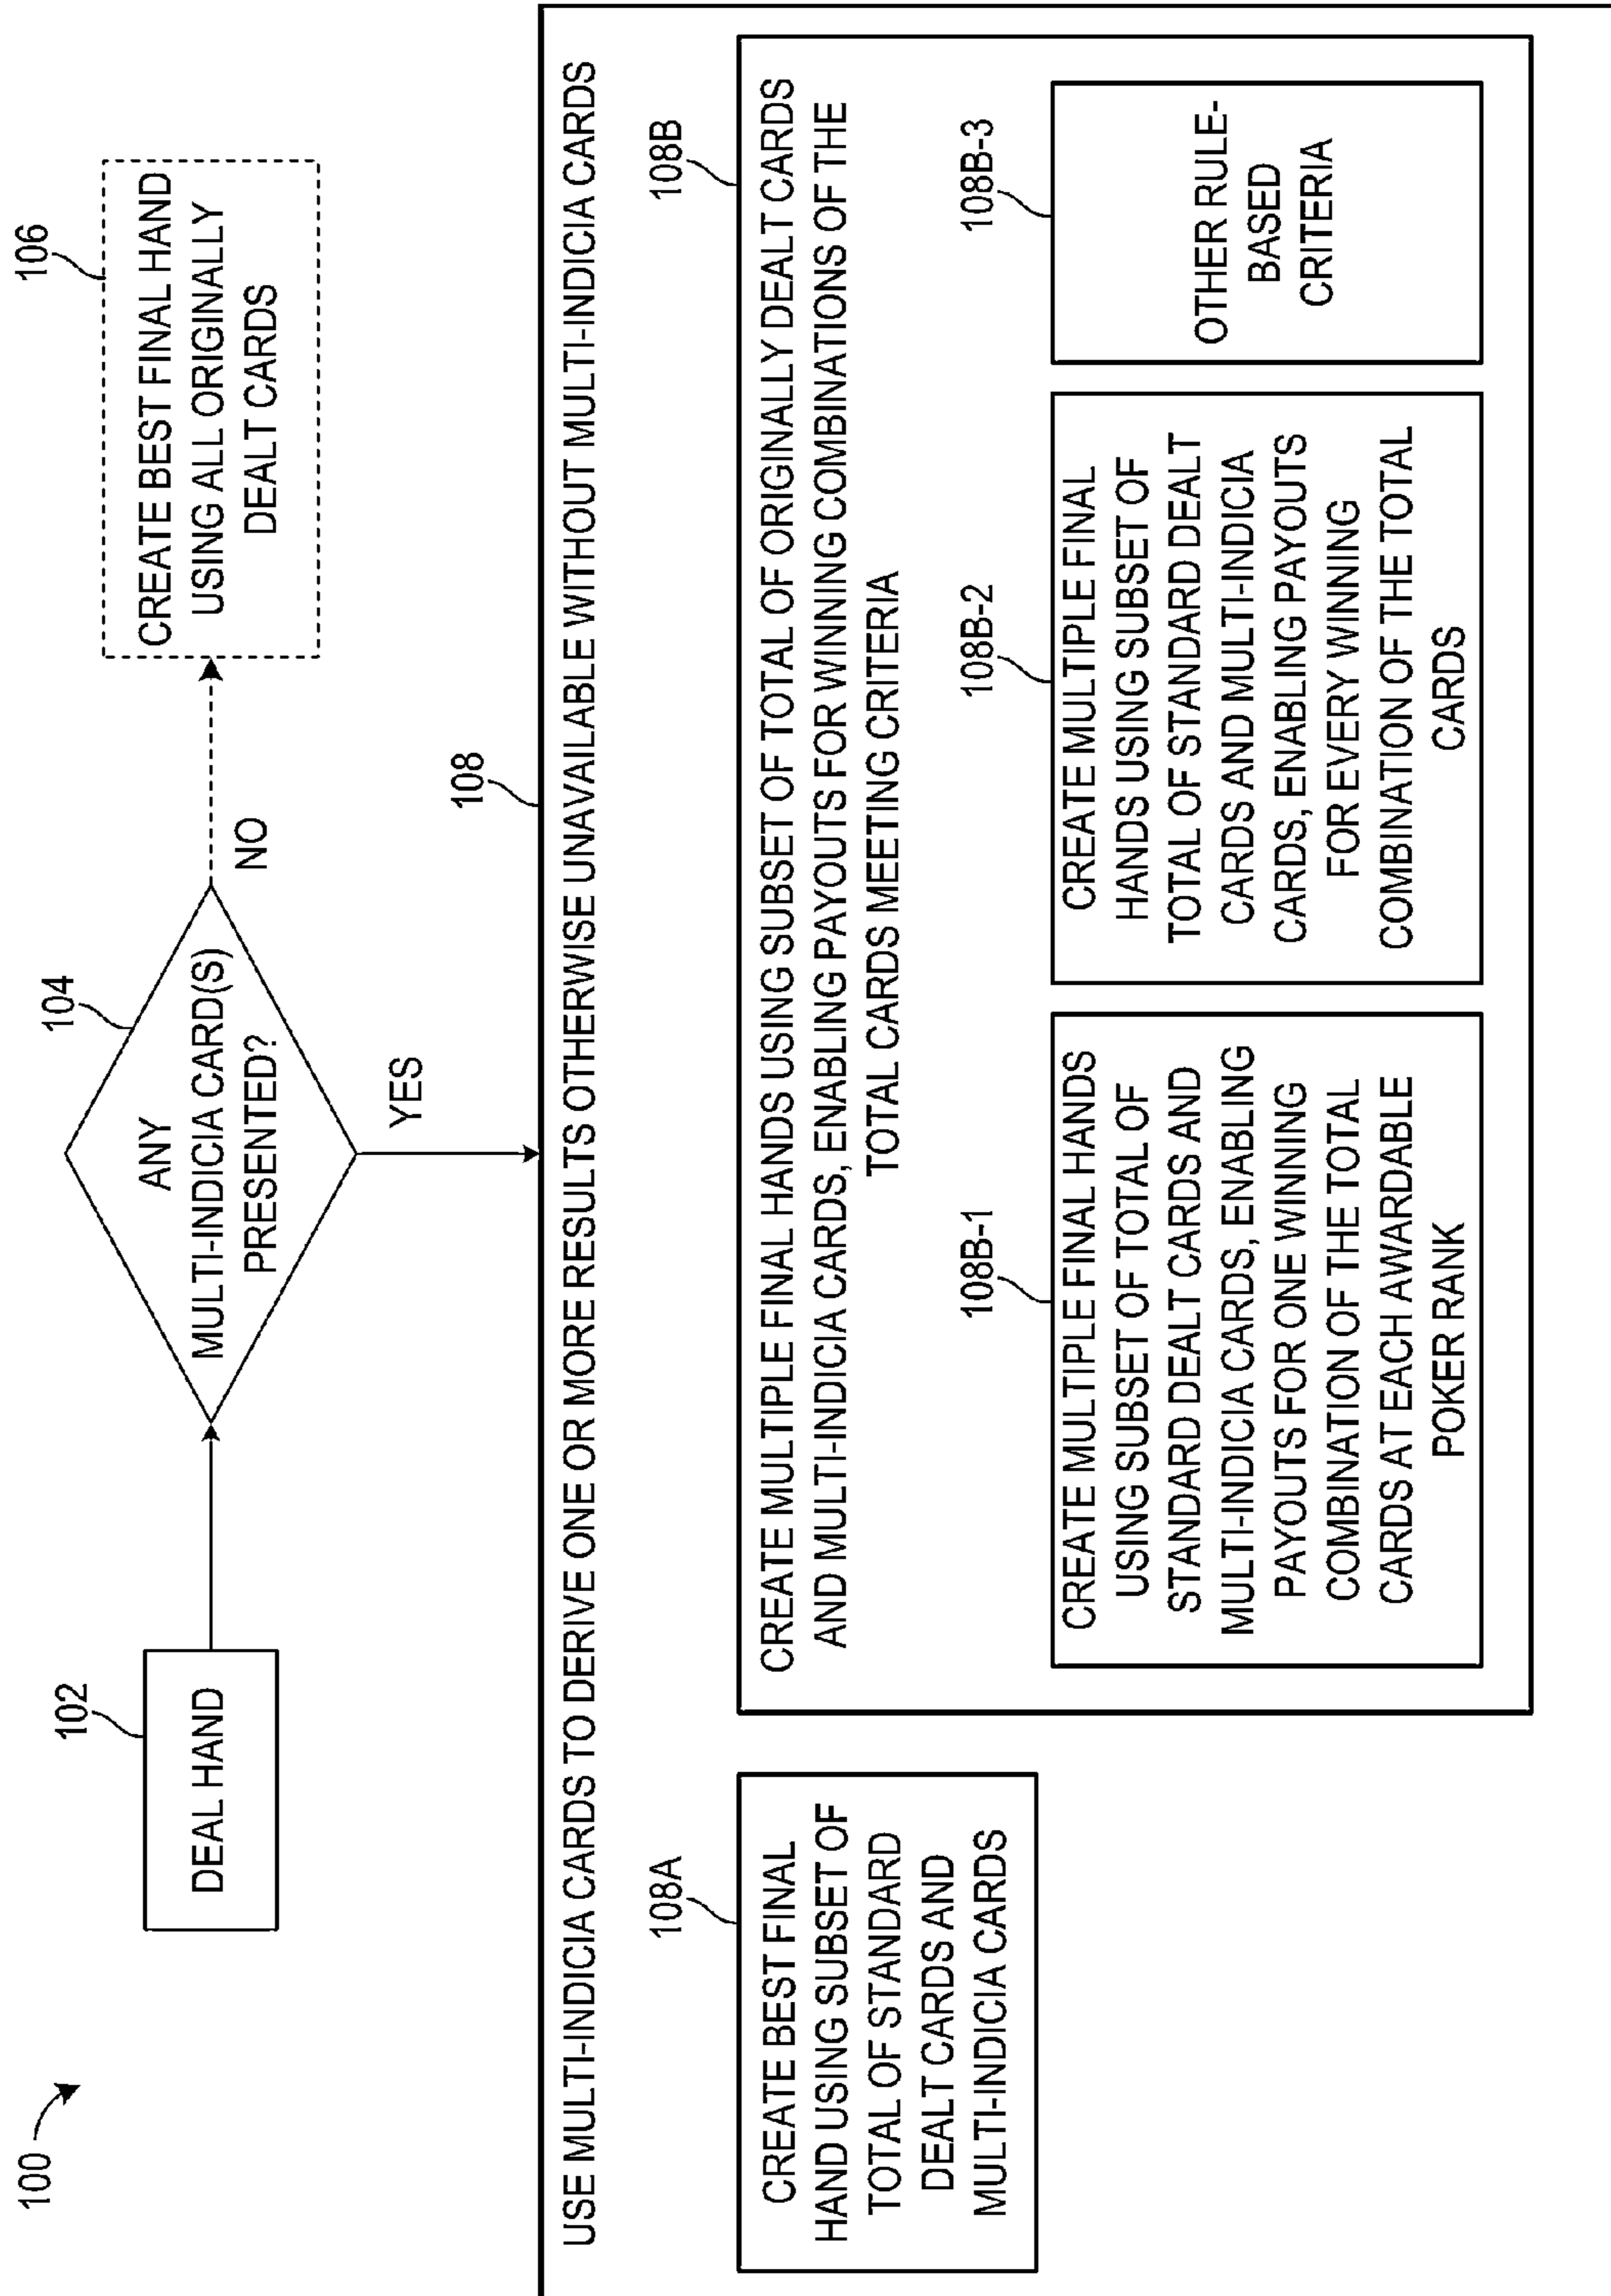 100
102
DEAL HAND
104
ANY
MULTI-INDICIA CARD(S)
PRESENTED?
NO
YES
106
CREATE BEST FINAL HAND
USING ALL ORIGINALLY
DEALT CARDS
108
USE MULTI-INDICIA CARDS TO DERIVE ONE OR MORE RESULTS OTHERWISE UNAVAILABLE WITHOUT MULTI-INDICIA CARDS
108A
CREATE BEST FINAL
HAND USING SUBSET OF
TOTAL OF STANDARD
DEALT CARDS AND
MULTI-INDICIA CARDS
108B
CREATE MULTIPLE FINAL HANDS USING SUBSET OF TOTAL OF ORIGINALLY DEALT CARDS
AND MULTI-INDICIA CARDS, ENABLING PAYOUTS FOR WINNING COMBINATIONS OF THE
TOTAL CARDS MEETING CRITERIA
108B-1
CREATE MULTIPLE FINAL HANDS
USING SUBSET OF TOTAL OF
STANDARD DEALT CARDS AND
MULTI-INDICIA CARDS, ENABLING
PAYOUTS FOR ONE WINNING
COMBINATION OF THE TOTAL
CARDS AT EACH AWARDABLE
POKER RANK
108B-2
CREATE MULTIPLE FINAL
HANDS USING SUBSET OF
TOTAL OF STANDARD DEALT
CARDS AND MULTI-INDICIA
CARDS, ENABLING PAYOUTS
FOR EVERY WINNING
COMBINATION OF THE TOTAL
CARDS
108B-3
OTHER RULE-
BASED
CRITERIA